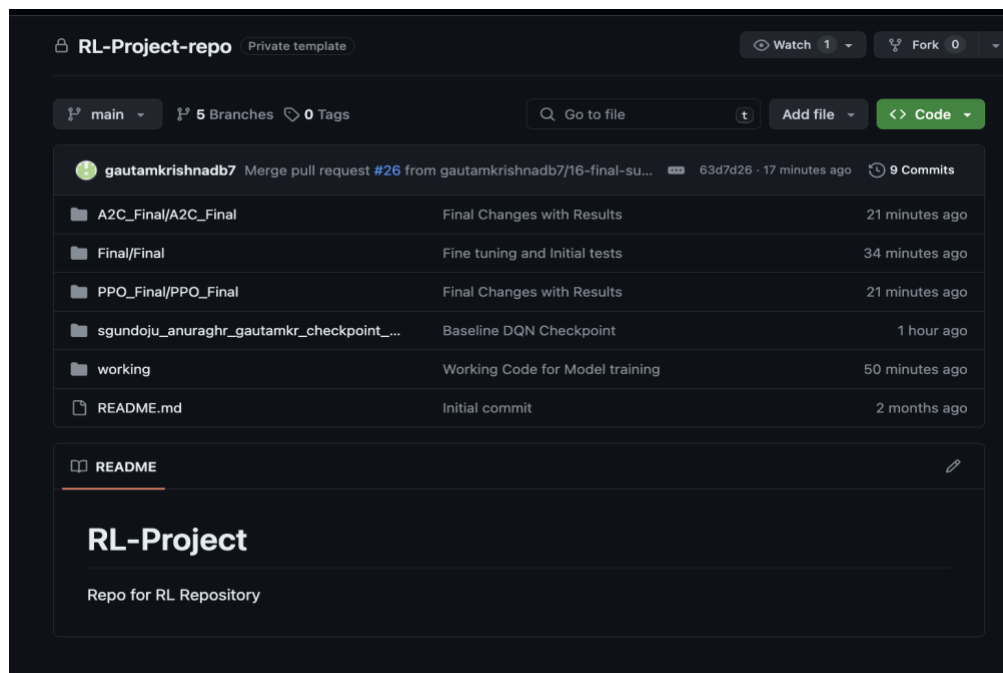 RL-Project-repo Private template Watch 1 Fork 0
main 5 Branches 0 Tags Go to file t Add file <> Code
gautamkrishnadb7 Merge pull request #26 from gautamkrishnadb7/16-final-su... 63d7d26 · 17 minutes ago 9 Commits
A2C_Final/A2C_Final Final Changes with Results 21 minutes ago
Final/Final Fine tuning and Initial tests 34 minutes ago
PPO_Final/PPO_Final Final Changes with Results 21 minutes ago
sgundoju_anuraghr_gautamkr_checkpoint_... Baseline DQN Checkpoint 1 hour ago
working Working Code for Model training 50 minutes ago
README.md Initial commit 2 months ago
README
RL-Project
Repo for RL Repository